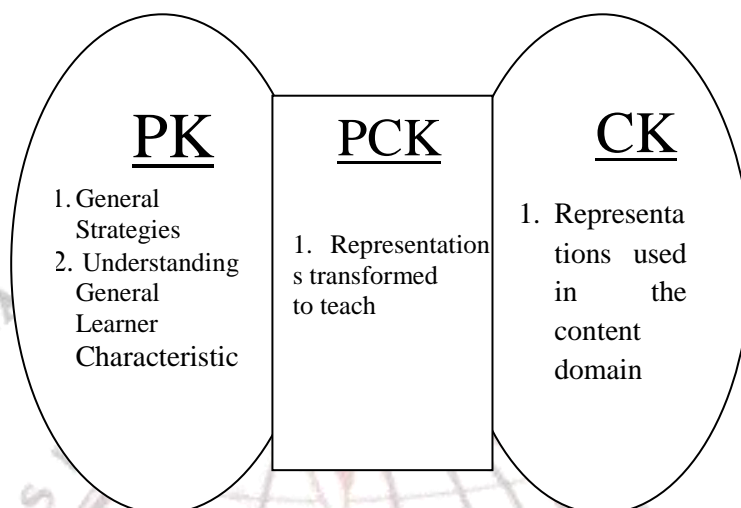 PK
1. General
Strategies
2. Understanding
General
Learner
Characteristic
PCK
1. Representation
s transformed
to teach
CK
1. Representa
tions used
in the
content
domain